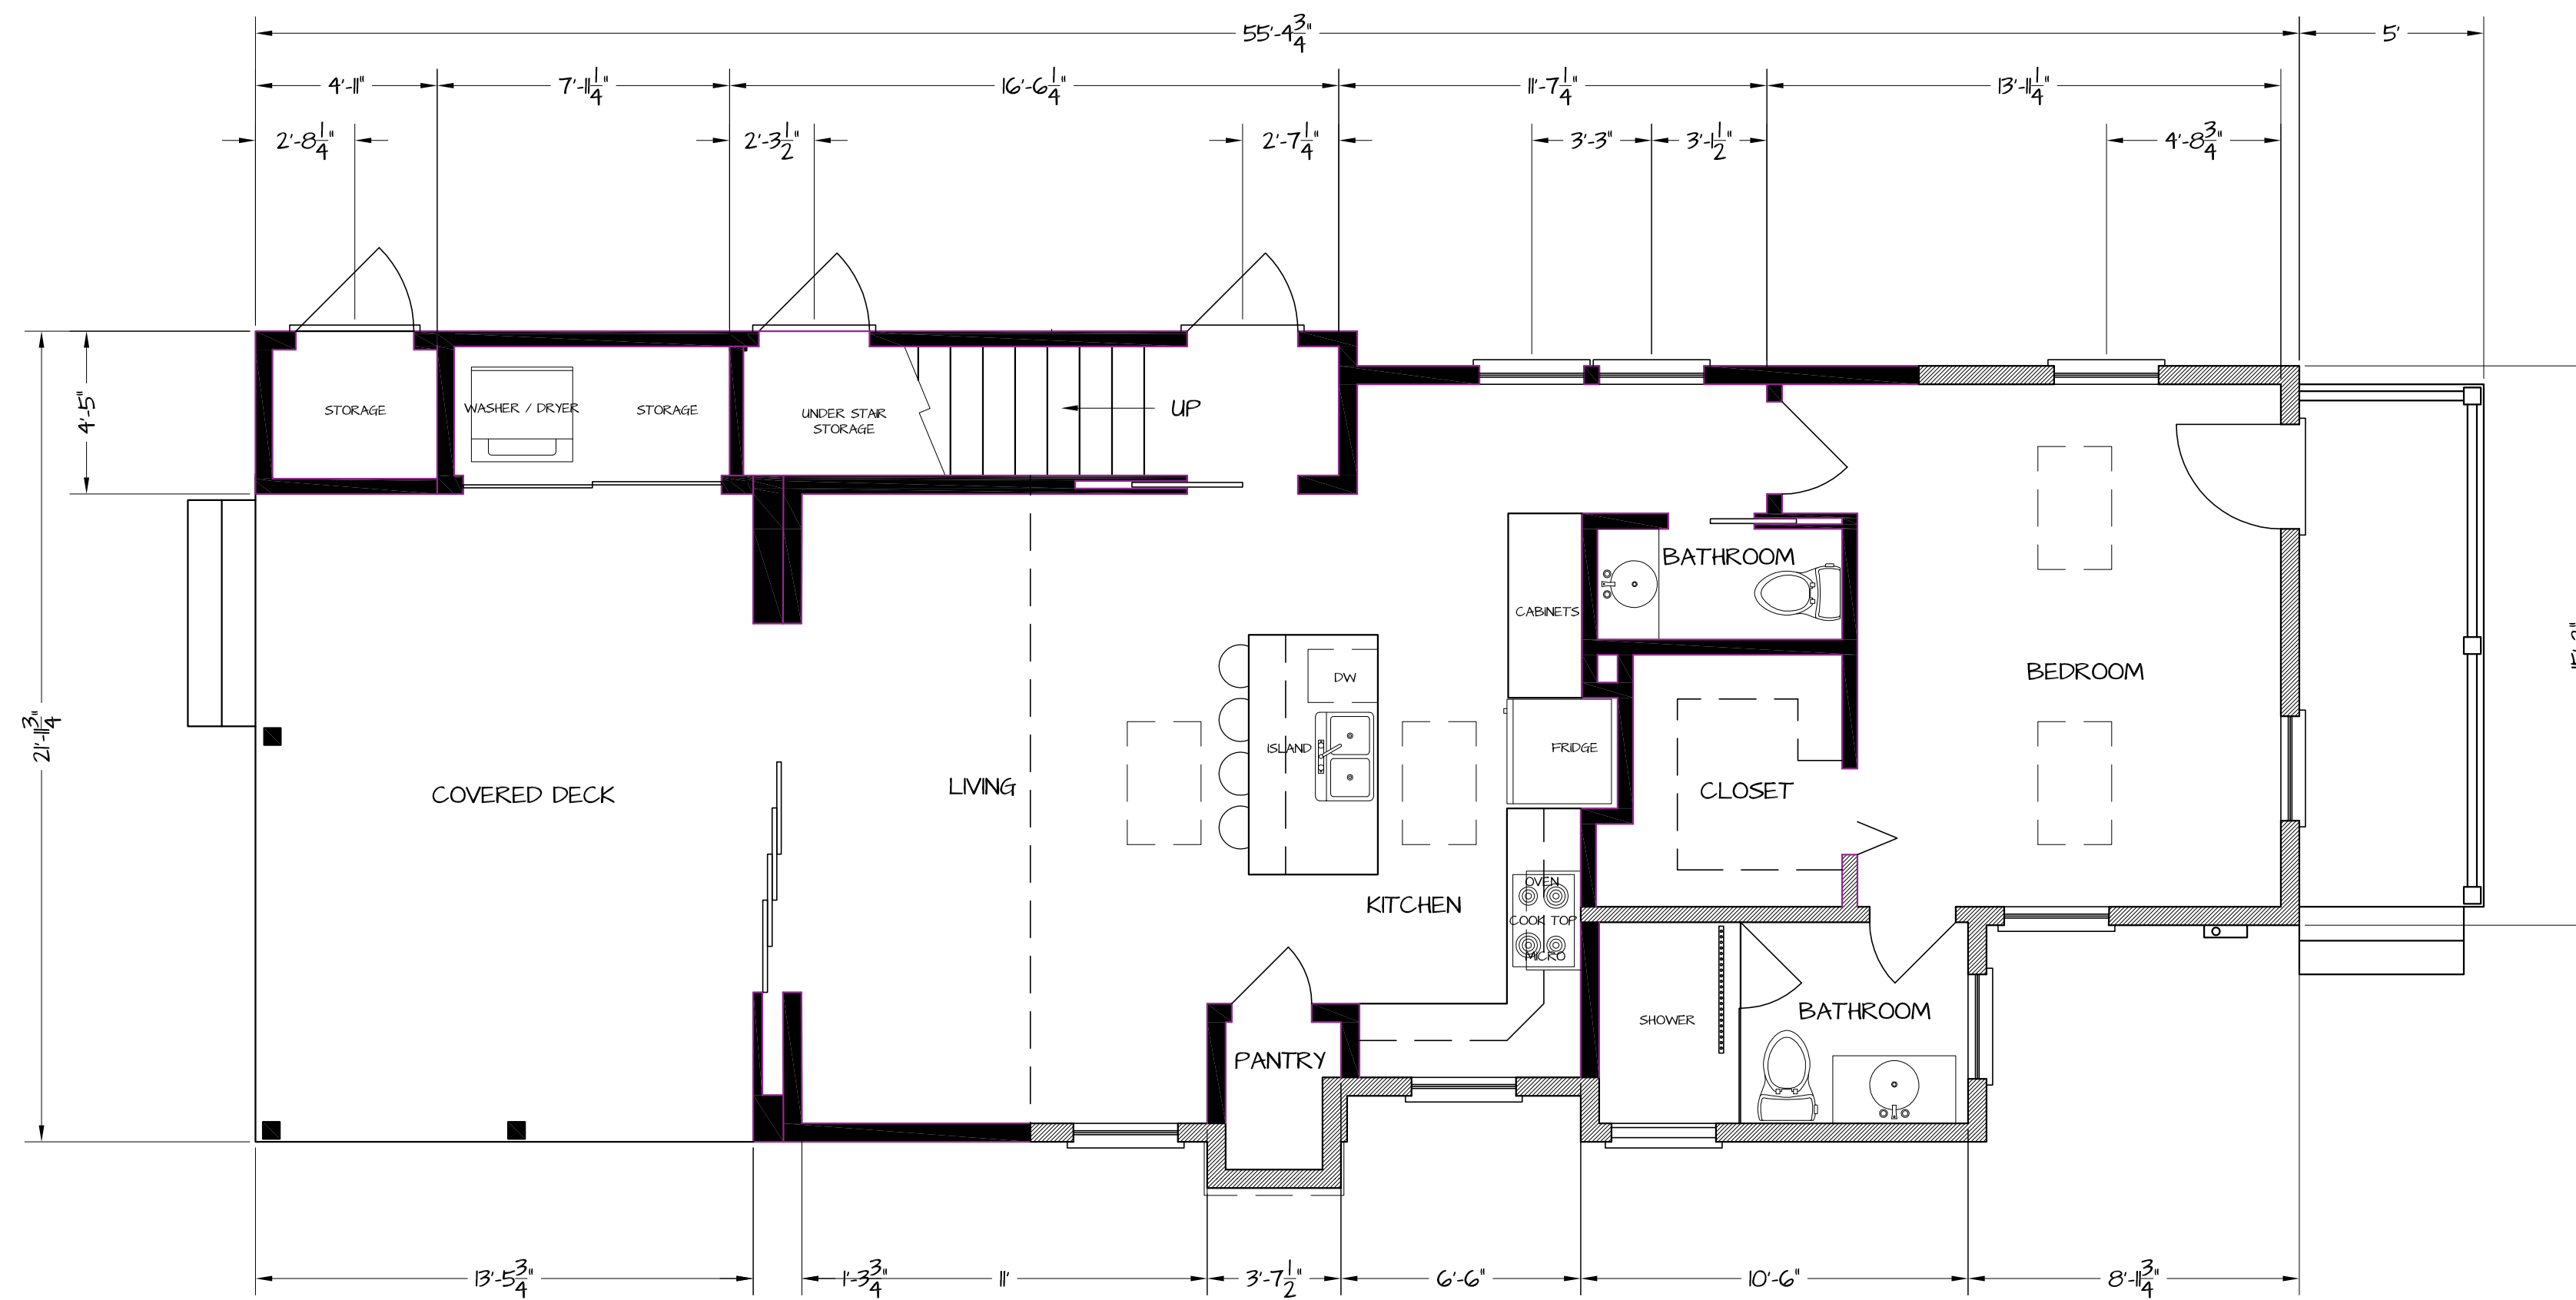 55'-4 3/4"
5'
4'-11"
7'-11 1/4"
16'-6 1/4"
11'-7 1/4"
13'-11 1/4"
2'-8 1/4"
2'-3 1/2"
2'-7 1/4"
3'-3"
3'-1 1/2"
4'-8 3/4"
4'-5"
21'-11 3/4"
STORAGE
WASHER / DRYER
STORAGE
UNDER STAIR
STORAGE
UP
BATHROOM
CABINETS
BEDROOM
DW
ISLAND
FRIDGE
COVERED DECK
LIVING
CLOSET
KITCHEN
OVEN
COOK TOP
MICRO
SHOWER
BATHROOM
PANTRY
13'-5 3/4"
1'-3 3/4"
11'
3'-7 1/2"
6'-6"
10'-6"
8'-11 3/4"